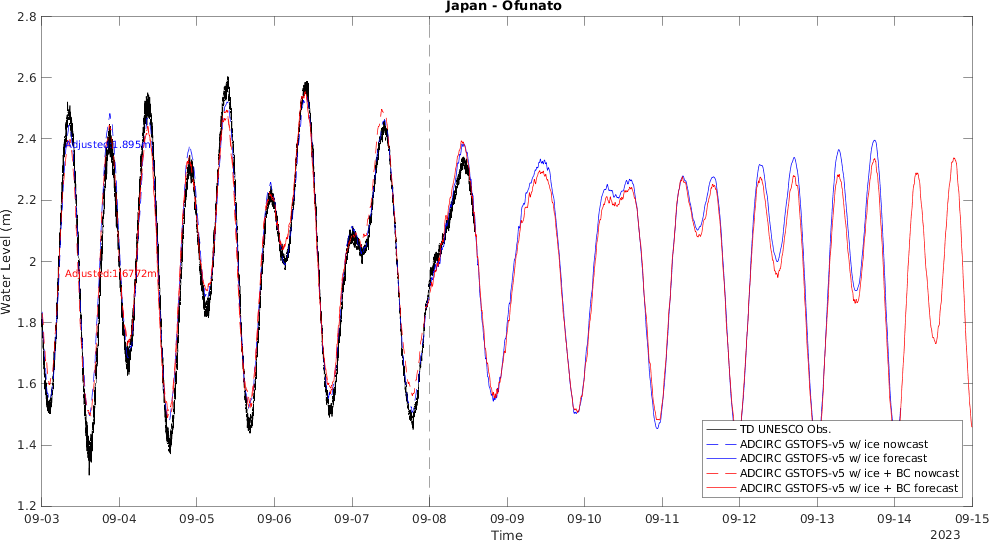 Japan - Ofunato
2.8
2.6
2.4
2.2
2
1.8
1.6
1.4
1.2
Water Level (m)
Adjusted:1.895m
Adjusted:1.6772m
TD UNESCO Obs.
ADCIRC GSTOFS-v5 w/ ice nowcast
ADCIRC GSTOFS-v5 w/ ice forecast
ADCIRC GSTOFS-v5 w/ ice + BC nowcast
ADCIRC GSTOFS-v5 w/ ice + BC forecast
09-03 09-04 09-05 09-06 09-07 09-08 09-09 09-10 09-11 09-12 09-13 09-14 09-15
Time
2023